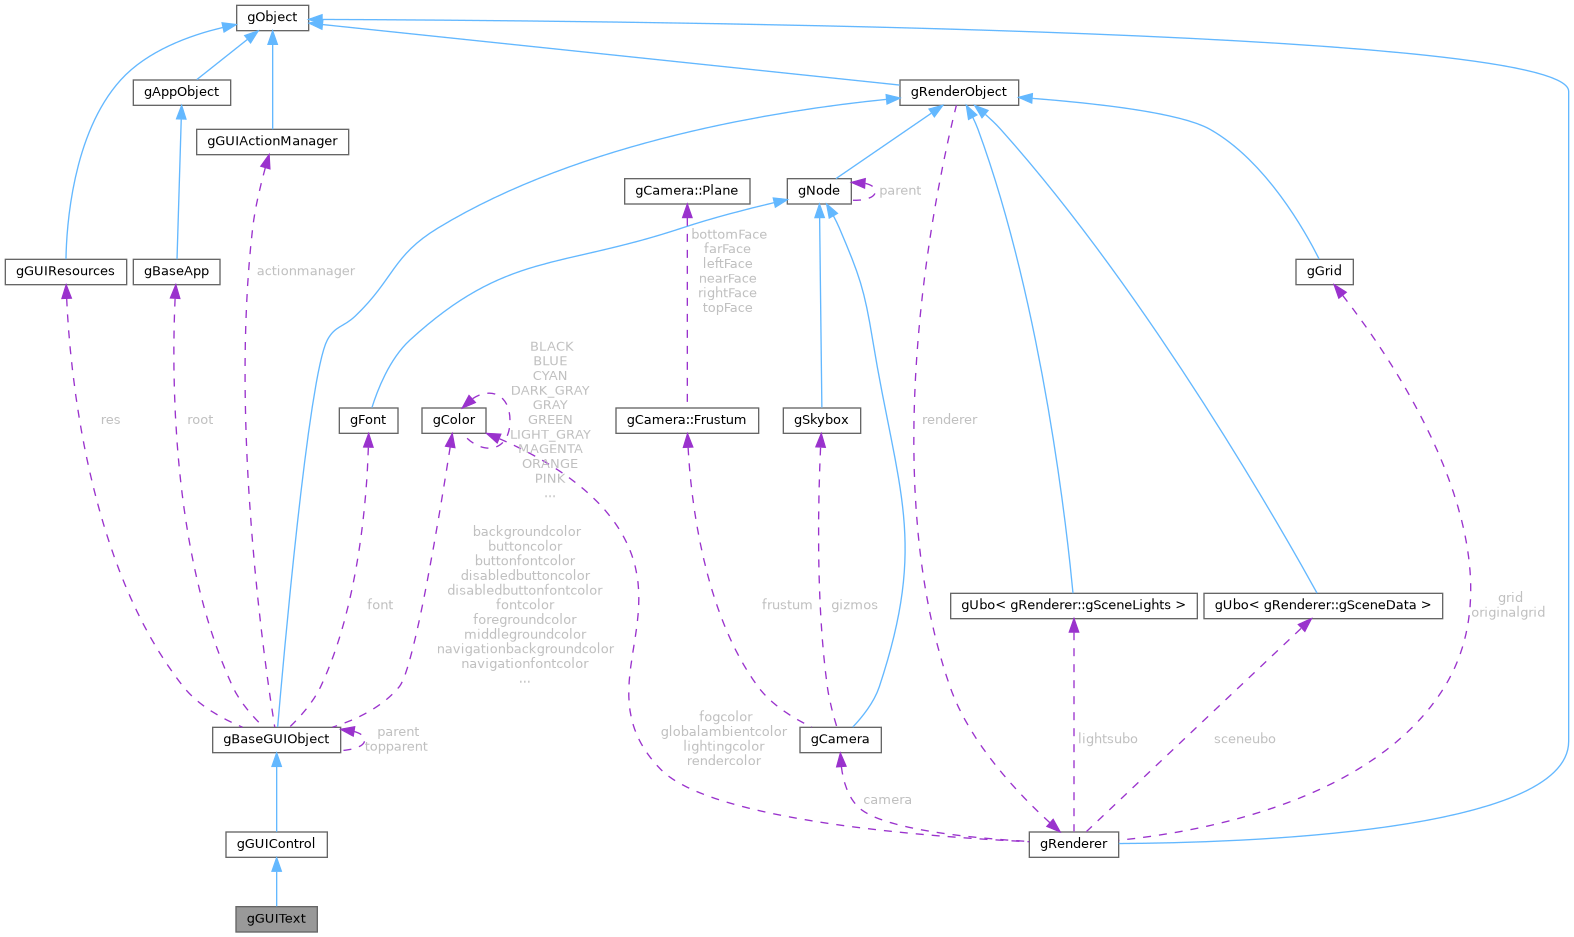 gObject
gAppObject
gRenderObject
gGUIActionManager
gCamera::Plane
gNode
parent
bottomFace
farFace
leftFace
nearFace
rightFace
topFace
gGUIResources
gBaseApp
actionmanager
gGrid
BLACK
BLUE
CYAN
DARK_GRAY
GRAY
GREEN
LIGHT_GRAY
MAGENTA
ORANGE
PINK
...
res
root
gFont
gColor
gCamera::Frustum
gSkybox
renderer
backgroundcolor
buttoncolor
buttonfontcolor
disabledbuttoncolor
disabledbuttonfontcolor
fontcolor
foregroundcolor
middlegroundcolor
navigationbackgroundcolor
navigationfontcolor
...
font
frustum
gizmos
gUbo< gRenderer::gSceneLights >
gUbo< gRenderer::gSceneData >
grid
originalgrid
gBaseGUIObject
parent
topparent
fogcolor
globalambientcolor
lightingcolor
rendercolor
gCamera
lightsubo
sceneubo
camera
gGUIControl
gRenderer
gGUIText